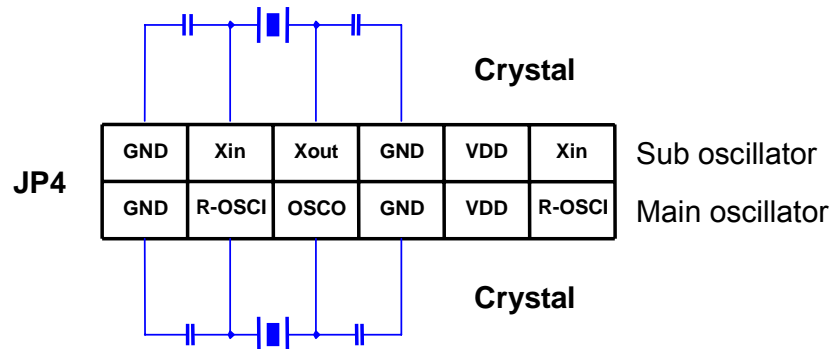 Crystal
GND Xin Xout GND VDD Xin Sub oscillator
JP4
GND R-OSCI OSCO GND VDD R-OSCI Main oscillator
Crystal